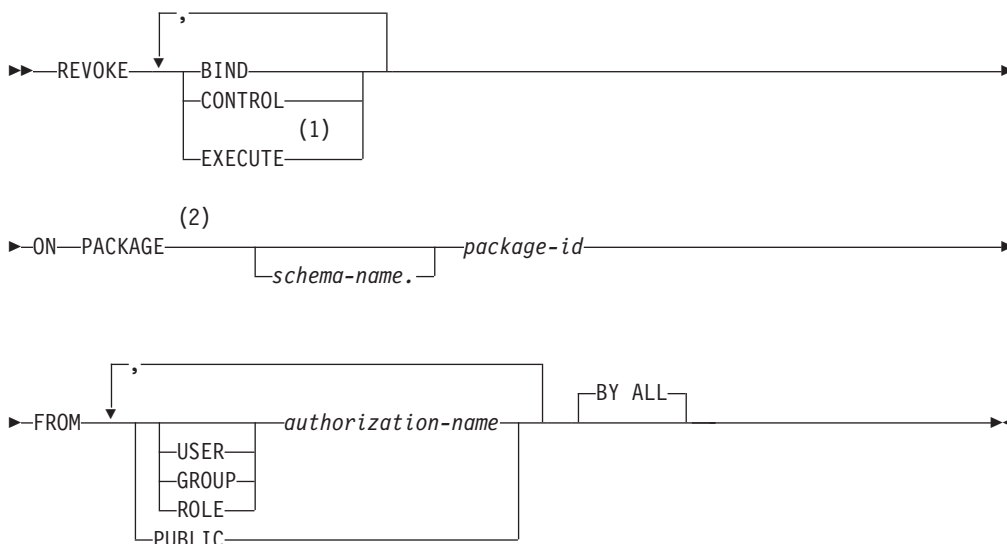 ,
REVOKE BIND
CONTROL
(1)
EXECUTE
(2)
ON PACKAGE package-id
schema-name.
,
BY ALL
FROM authorization-name
USER
GROUP
ROLE
PUBLIC